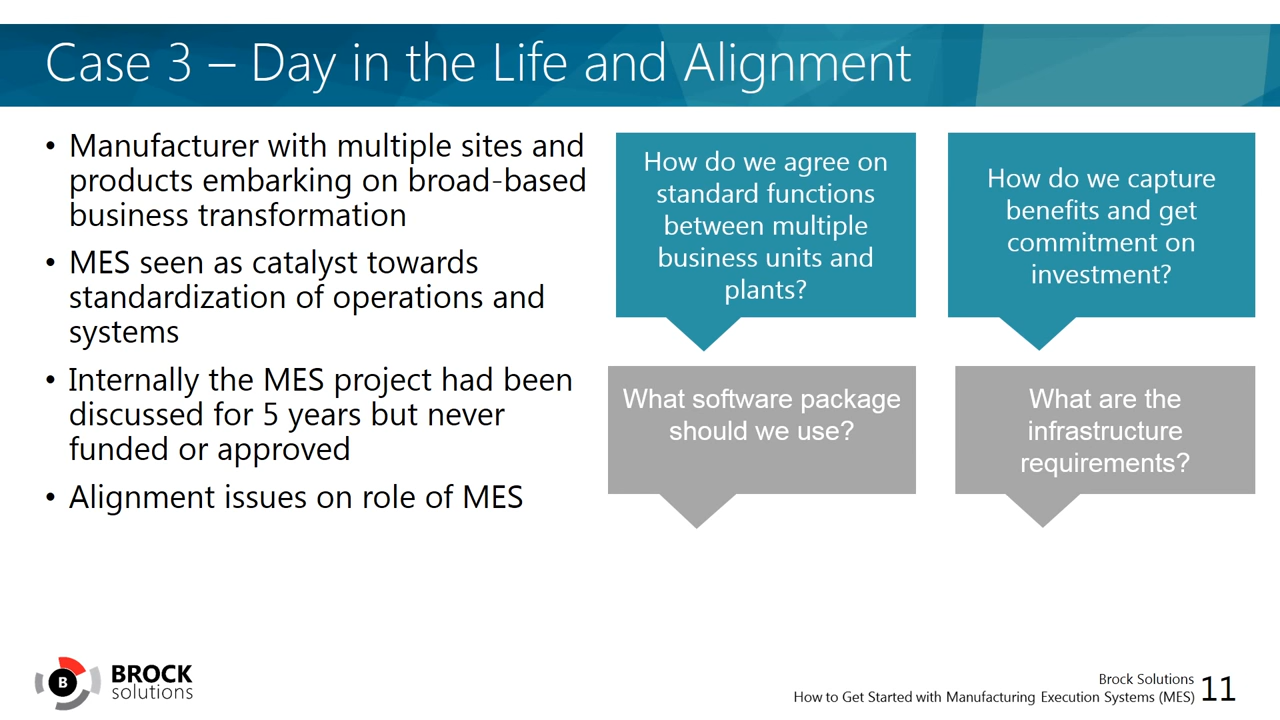 Case 3 – Day in the Life and Alignment
• Manufacturer with multiple sites and
products embarking on broad-based
business transformation
• MES seen as catalyst towards
standardization of operations and
systems
• Internally the MES project had been
discussed for 5 years but never
funded or approved
• Alignment issues on role of MES
How do we agree on
standard functions
between multiple
business units and
plants?
How do we capture
benefits and get
commitment on
investment?
What software package
should we use?
What are the
infrastructure
requirements?
B
BROCK
solutions
Brock Solutions
How to Get Started with Manufacturing Execution Systems (MES)
11